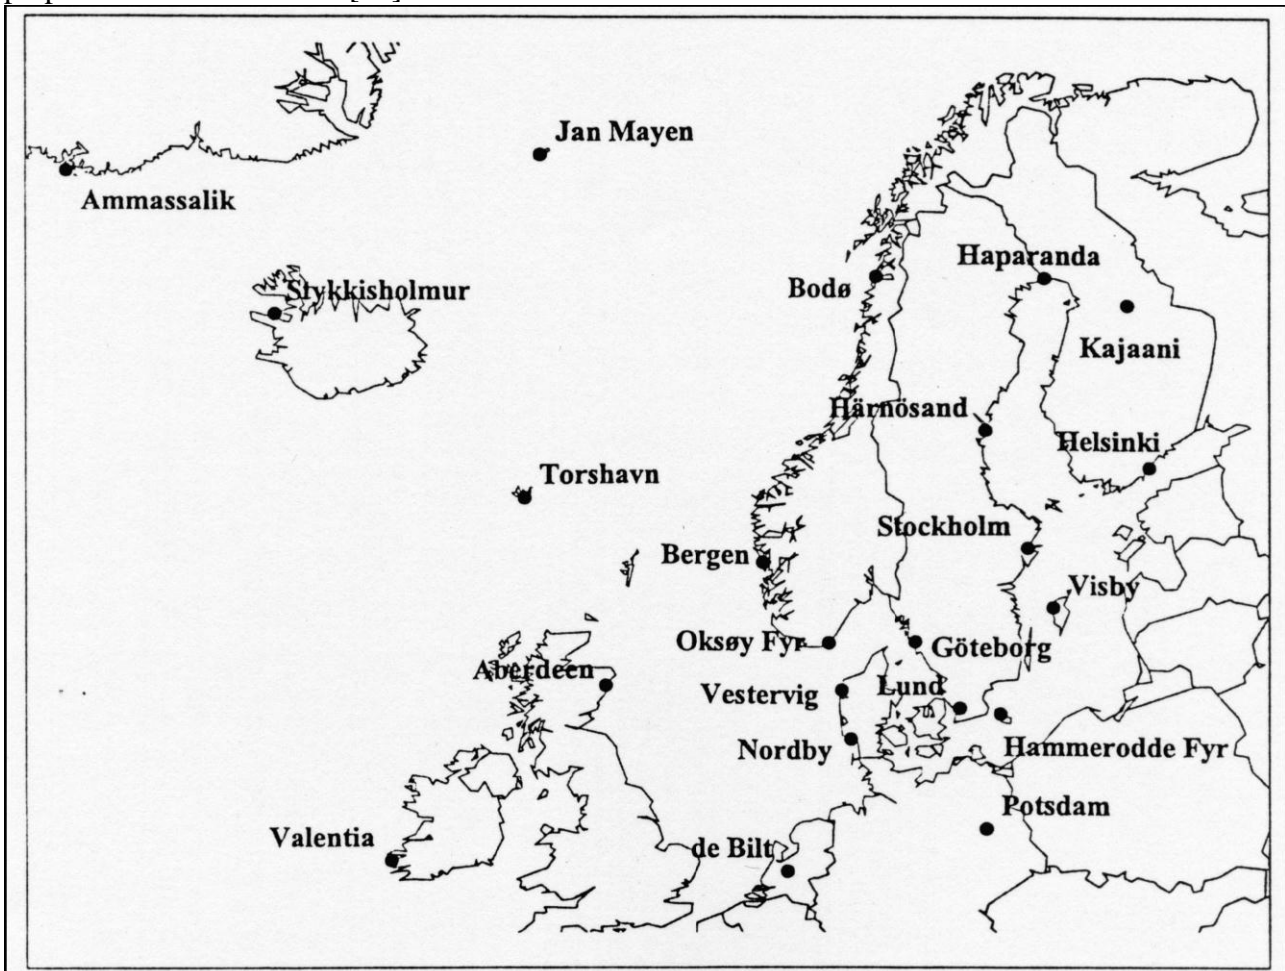 Jan Mayen
Ammassalik
Haparanda
Stykkisholmur
Bodø
Kajaani
Härnösand
Helsinki
Torshavn
Stockholm
Bergen
Visby
Oksøy Fyr
Göteborg
Aberdeen
Vestervig
Lund
Nordby
Hammerodde Fyr
Potsdam
Valentia
de Bilt